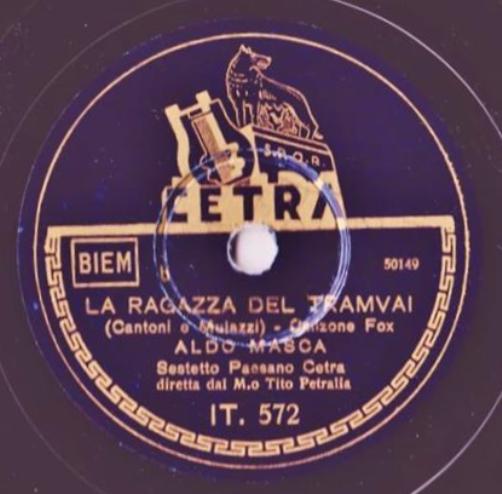 S.P.Q.R.
CETRA
BIEM
50149
LA RAGAZZA DEL TRAMVAI
(Cantoni e Mulazzi) - Canzone Fox
ALDO MASCA
Sestetto Passano Cetra
diretta dal M.o Tito Petralia
IT. 572